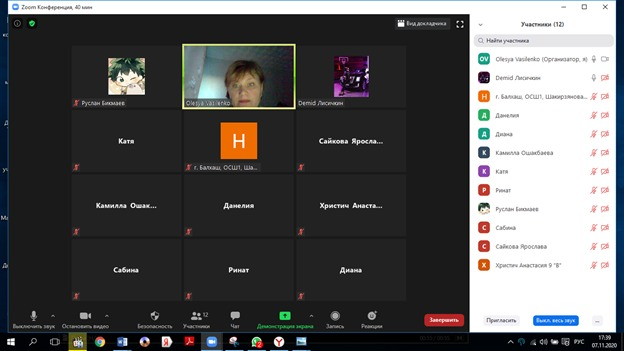 Zoom Конференция, 40 мин
Вид докладчика
Руслан Бикмаев
Olesya Vasilenko
Demid Лисичкин
Катя
Н
г. Балхаш, ОСШ1, Ша...
Сайкова Яросла...
Камилла Ошак...
Данелия
Христич Анаста...
Сабина
Ринат
Диана
Выключить звук
Остановить видео
Безопасность
12
Участники
Чат
Демонстрация экрана
Запись
Реакции
Завершить
Участники (12)
Найти участника
OV Olesya Vasilenko (Организатор, я)
Demid Лисичкин
Н г. Балхаш, ОСШ1, Шакирзянова...
Д Данелия
Д Диана
К Камилла Ошакбаева
К Катя
Р Ринат
Руслан Бикмаев
С Сабина
С Сайкова Ярослава
Х Христич Анастасия 9 "В"
Пригласить
Выкл. весь звук
...
РУС
17:39
07.11.2020